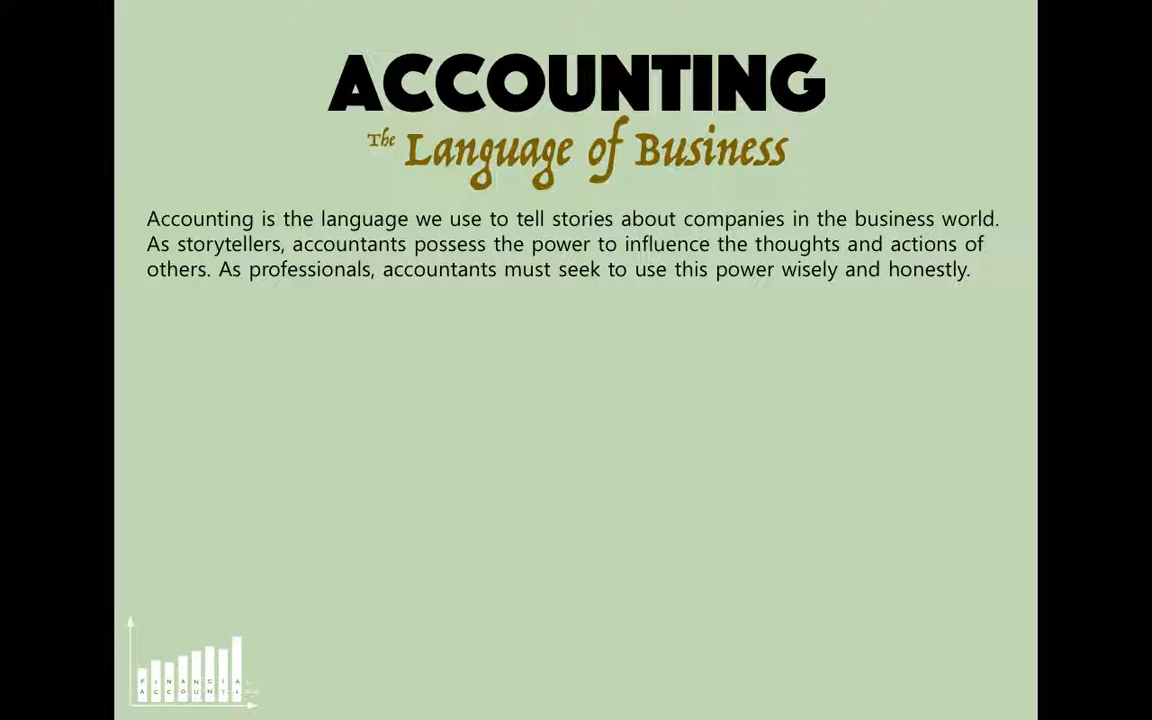 ACCOUNTING
The Language of Business
Accounting is the language we use to tell stories about companies in the business world.
As storytellers, accountants possess the power to influence the thoughts and actions of
others. As professionals, accountants must seek to use this power wisely and honestly.
FINANCIA
ACCOUNTI